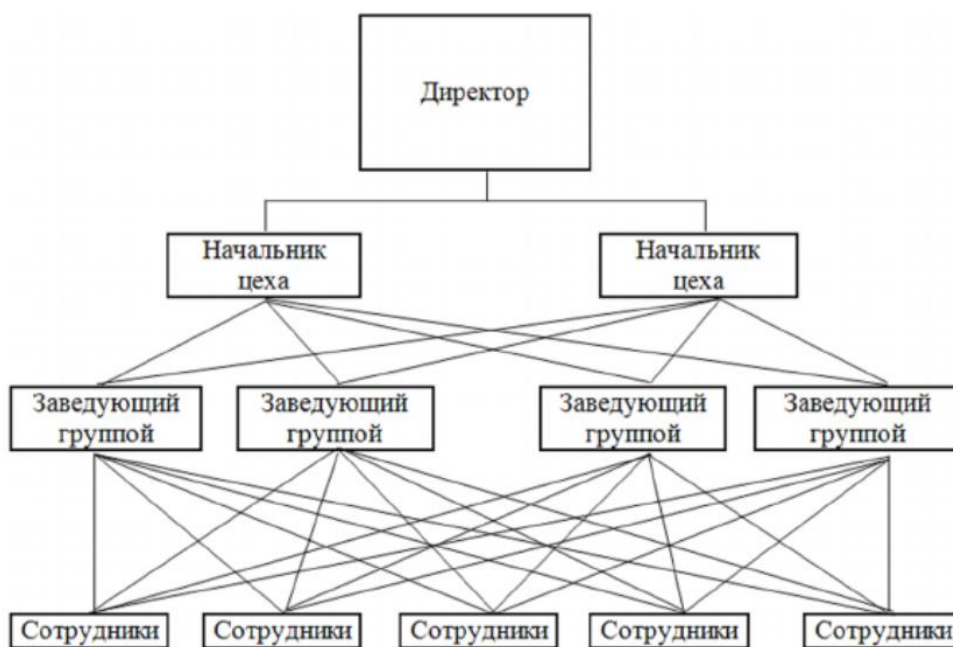 Директор
Начальник
цеха
Начальник
цеха
Заведующий
группой
Заведующий
группой
Заведующий
группой
Заведующий
группой
Сотрудники
Сотрудники
Сотрудники
Сотрудники
Сотрудники